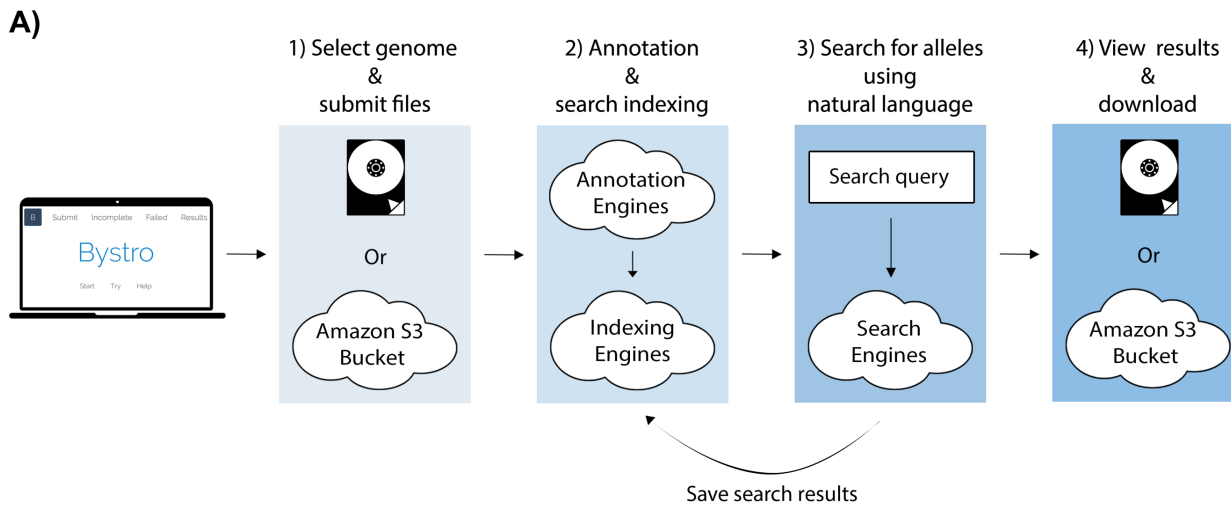 A)
1) Select genome
&
submit files
2) Annotation
&
search indexing
3) Search for alleles
using
natural language
4) View results
&
download
B Submit Incomplete Failed Results
Bystro
Start Try Help
Or
Amazon S3
Bucket
Annotation
Engines
Indexing
Engines
Search query
Search
Engines
Or
Amazon S3
Bucket
Save search results